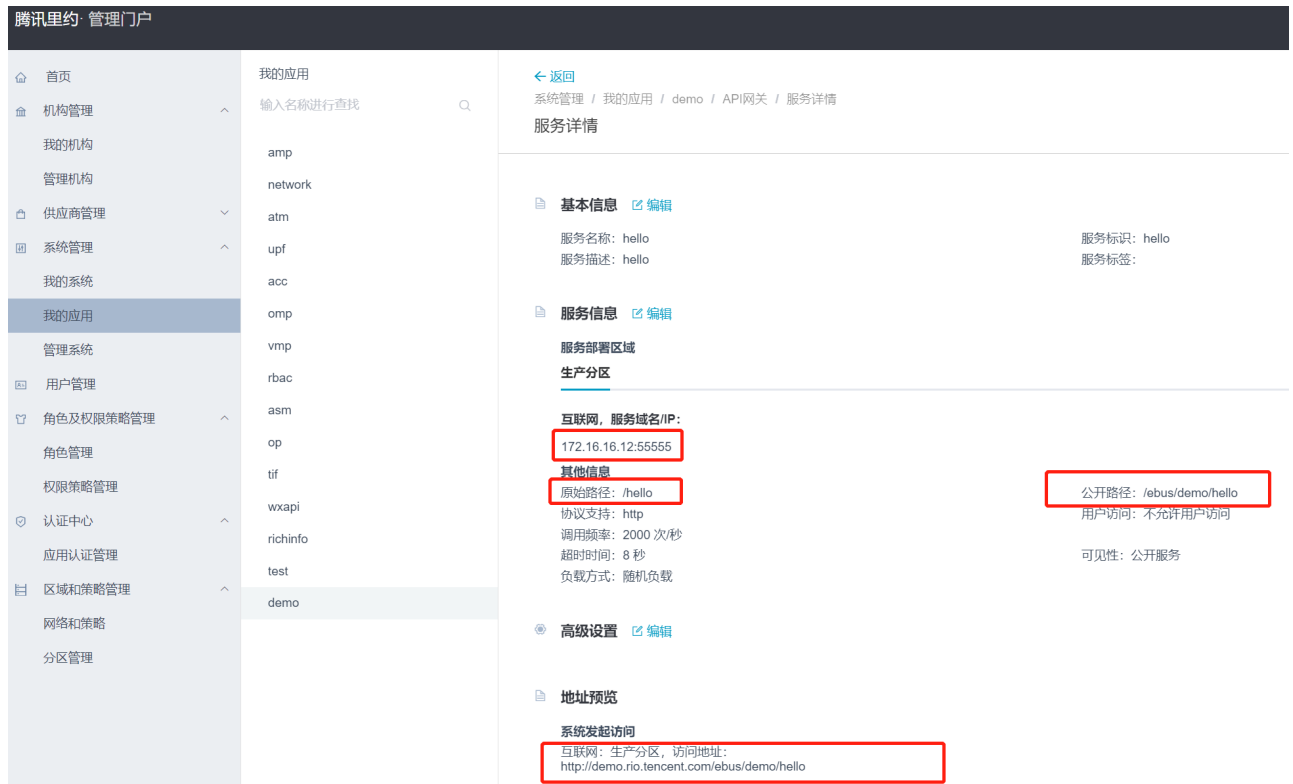 腾讯里约· 管理门户
首页
机构管理
我的机构
管理机构
供应商管理
系统管理
我的系统
我的应用
管理系统
用户管理
角色及权限策略管理
角色管理
权限策略管理
认证中心
应用认证管理
区域和策略管理
网络和策略
分区管理
我的应用
输入名称进行查找
amp
network
atm
upf
acc
omp
vmp
rbac
asm
op
tif
wxapi
richinfo
test
demo
返回
系统管理 / 我的应用 / demo / API网关 / 服务详情
服务详情
基本信息 编辑
服务名称：hello 服务标识：hello
服务描述：hello 服务标签：
服务信息 编辑
服务部署区域
生产分区
互联网，服务域名/IP：
172.16.16.12:55555
其他信息
原始路径：/hello 公开路径：/ebus/demo/hello
协议支持：http 用户访问：不允许用户访问
调用频率：2000 次/秒
超时时间：8 秒 可见性：公开服务
负载方式：随机负载
高级设置 编辑
地址预览
系统发起访问
互联网：生产分区，访问地址：
http://demo.rio.tencent.com/ebus/demo/hello